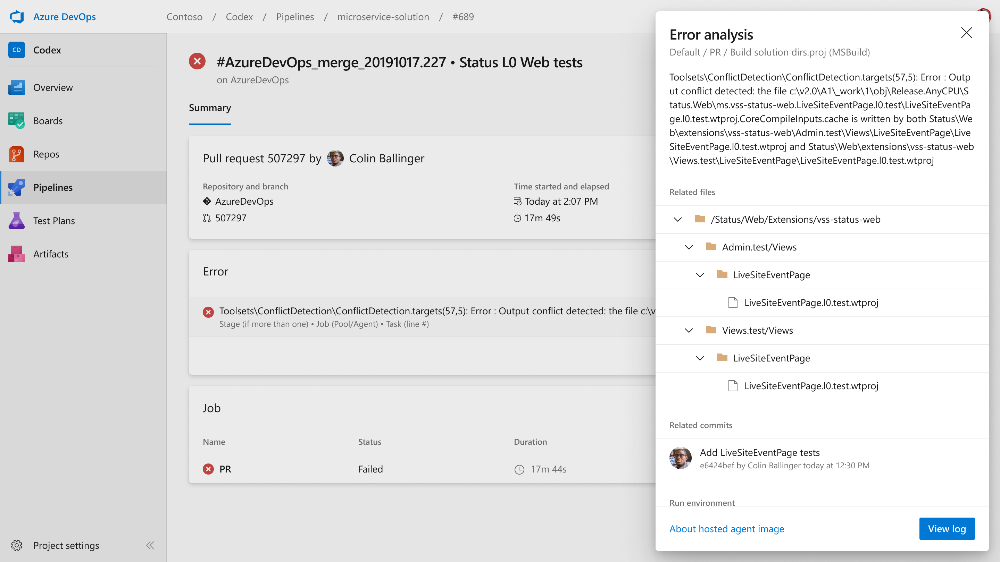 Azure DevOps
Contoso / Codex / Pipelines / microservice-solution / #689
CD Codex
Overview
Boards
Repos
Pipelines
Test Plans
Artifacts
Project settings
#AzureDevOps_merge_20191017.227 • Status L0 Web tests
on AzureDevOps
Summary
Pull request 507297 by Colin Ballinger
Repository and branch
AzureDevOps
507297
Time started and elapsed
Today at 2:07 PM
17m 49s
Error
Toolsets\ConflictDetection\ConflictDetection.targets(57,5): Error : Output conflict detected: the file c:\v
Stage (if more than one) • Job (Pool/Agent) • Task (line #)
Job
Name Status Duration
PR Failed 17m 44s
Error analysis
Default / PR / Build solution dirs.proj (MSBuild)
Toolsets\ConflictDetection\ConflictDetection.targets(57,5): Error : Outp
ut conflict detected: the file c:\v2.0\A1\_work\1\obj\Release.AnyCPU\S
tatus.Web\ms.vss-status-web.LiveSiteEventPage.l0.test\LiveSiteEventPa
ge.l0.test.wtproj.CoreCompileInputs.cache is written by both Status\We
b\extensions\vss-status-web\Admin.test\Views\LiveSiteEventPage\Live
SiteEventPage.l0.test.wtproj and Status\Web\extensions\vss-status-web
\Views.test\LiveSiteEventPage\LiveSiteEventPage.l0.test.wtproj
Related files
/Status/Web/Extensions/vss-status-web
Admin.test/Views
LiveSiteEventPage
LiveSiteEventPage.l0.test.wtproj
Views.test/Views
LiveSiteEventPage
LiveSiteEventPage.l0.test.wtproj
Related commits
Add LiveSiteEventPage tests
e6424bef by Colin Ballinger today at 12:30 PM
Run environment
About hosted agent image
View log